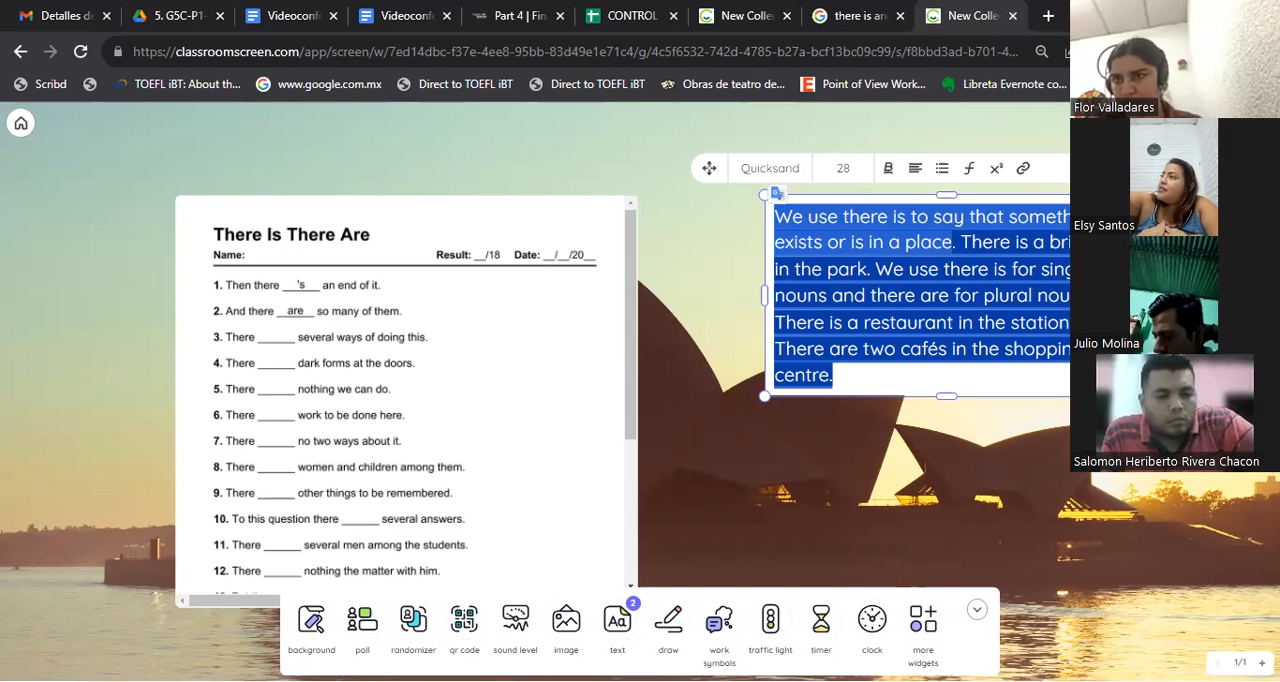 Detalles de
5. G5C-P1-
Videoconf
Videoconf
Part 4 | Fin
CONTROL
New Colle
there is an
New Colle
https://classroomscreen.com/app/screen/w/7ed14dbc-f37e-4ee8-95bb-83d49e1e71c4/g/4c5f6532-742d-4785-b27a-bcf13bc09c99/s/f8bbd3ad-b701-4...
Scribd
TOEFL iBT: About th...
www.google.com.mx
Direct to TOEFL iBT
Direct to TOEFL iBT
Obras de teatro de...
Point of View Work...
Libreta Evernote co...
Flor Valladares
Elsy Santos
Julio Molina
Salomon Heriberto Rivera Chacon
Quicksand
28
B
We use there is to say that someth
exists or is in a place. There is a bri
in the park. We use there is for sing
nouns and there are for plural nou
There is a restaurant in the station
There are two cafés in the shoppin
centre.
There Is There Are
Name: Result: __/18 Date: __/__/20__
1. Then there __'s__ an end of it.
2. And there __are__ so many of them.
3. There ______ several ways of doing this.
4. There ______ dark forms at the doors.
5. There ______ nothing we can do.
6. There ______ work to be done here.
7. There ______ no two ways about it.
8. There ______ women and children among them.
9. There ______ other things to be remembered.
10. To this question there ______ several answers.
11. There ______ several men among the students.
12. There ______ nothing the matter with him.
2
background
poll
randomizer
qr code
sound level
image
text
draw
work
symbols
traffic light
timer
clock
more
widgets
1/1